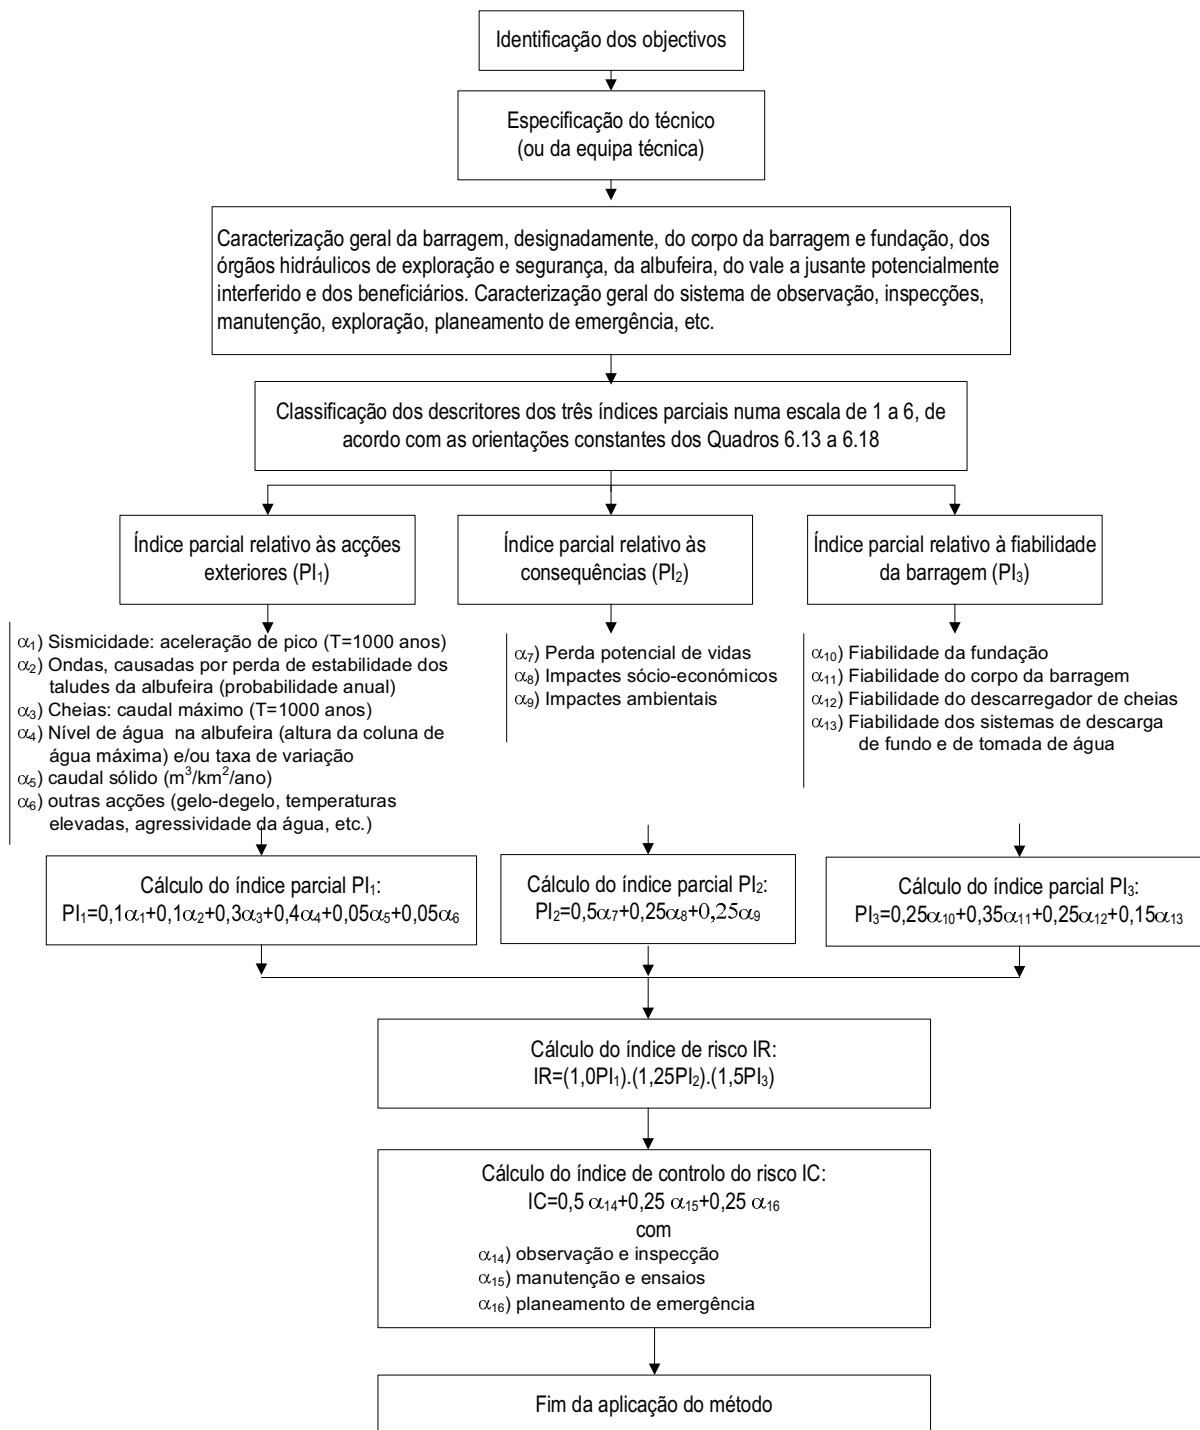 Identificação dos objectivos
Especificação do técnico
(ou da equipa técnica)
Caracterização geral da barragem, designadamente, do corpo da barragem e fundação, dos
órgãos hidráulicos de exploração e segurança, da albufeira, do vale a jusante potencialmente
interferido e dos beneficiários. Caracterização geral do sistema de observação, inspecções,
manutenção, exploração, planeamento de emergência, etc.
Classificação dos descritores dos três índices parciais numa escala de 1 a 6, de
acordo com as orientações constantes dos Quadros 6.13 a 6.18
Índice parcial relativo às acções
exteriores (PI₁)
Índice parcial relativo às
consequências (PI₂)
Índice parcial relativo à fiabilidade
da barragem (PI₃)
α₁) Sismicidade: aceleração de pico (T=1000 anos)
α₂) Ondas, causadas por perda de estabilidade dos
taludes da albufeira (probabilidade anual)
α₃) Cheias: caudal máximo (T=1000 anos)
α₄) Nível de água na albufeira (altura da coluna de
água máxima) e/ou taxa de variação
α₅) caudal sólido (m³/km²/ano)
α₆) outras acções (gelo-degelo, temperaturas
elevadas, agressividade da água, etc.)
α₇) Perda potencial de vidas
α₈) Impactes sócio-económicos
α₉) Impactes ambientais
α₁₀) Fiabilidade da fundação
α₁₁) Fiabilidade do corpo da barragem
α₁₂) Fiabilidade do descarregador de cheias
α₁₃) Fiabilidade dos sistemas de descarga
de fundo e de tomada de água
Cálculo do índice parcial PI₁:
PI₁=0,1α₁+0,1α₂+0,3α₃+0,4α₄+0,05α₅+0,05α₆
Cálculo do índice parcial PI₂:
PI₂=0,5α₇+0,25α₈+0,25α₉
Cálculo do índice parcial PI₃:
PI₃=0,25α₁₀+0,35α₁₁+0,25α₁₂+0,15α₁₃
Cálculo do índice de risco IR:
IR=(1,0PI₁).(1,25PI₂).(1,5PI₃)
Cálculo do índice de controlo do risco IC:
IC=0,5 α₁₄+0,25 α₁₅+0,25 α₁₆
com
α₁₄) observação e inspecção
α₁₅) manutenção e ensaios
α₁₆) planeamento de emergência
Fim da aplicação do método